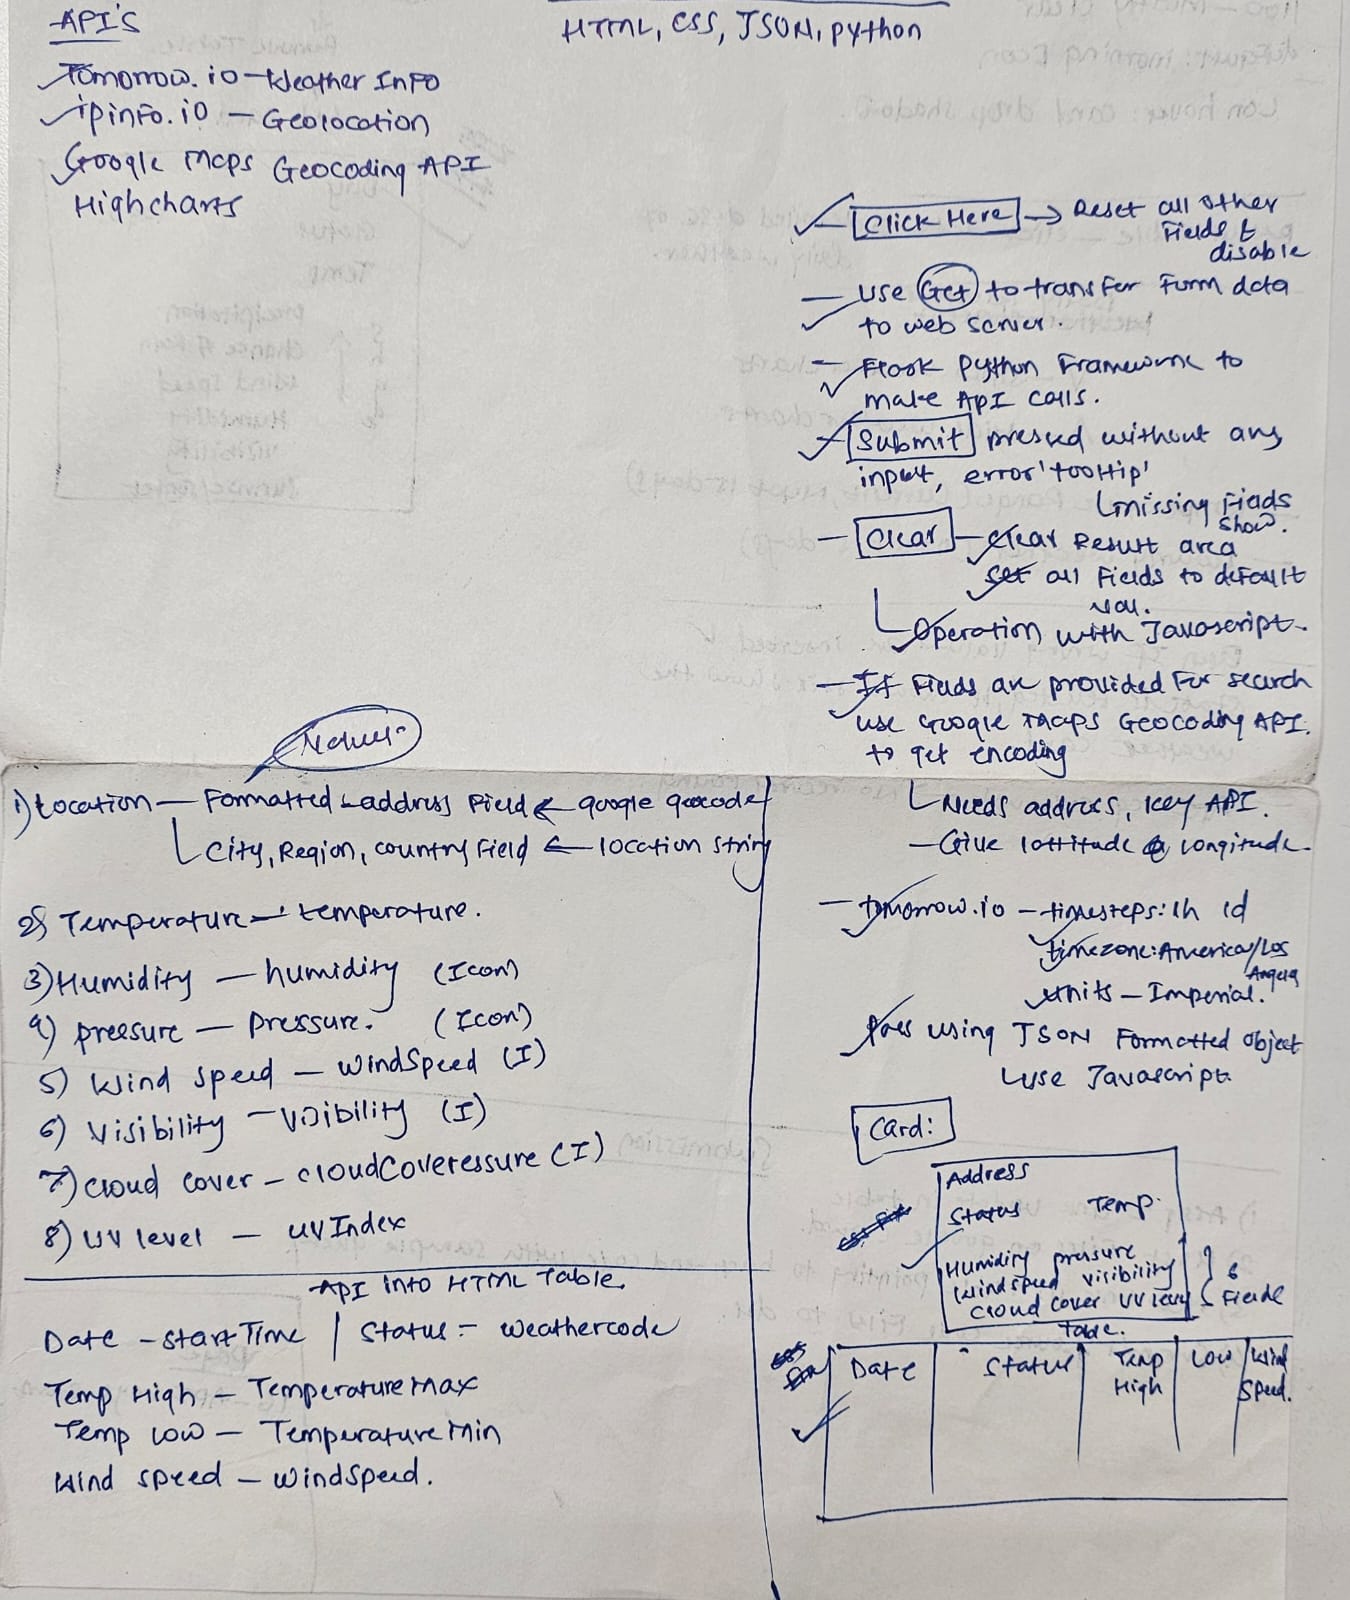 API'S
HTML, CSS, JSON, python
Tomorrow.io - Weather Info
ipinfo.io - Geolocation
Google Maps Geocoding API
Highcharts
Click Here → Reset all other
Fields &
disable
- Use Get to transfer form data
to web server.
- Flask Python Framework to
make API calls.
- Submit pressed without any
input, error 'tooltip'
missing Fields
show.
- Clear - Clear Result area
set all Fields to default
val.
Operation with Javascript.
- If Fields are provided For search
use Google Maps Geocoding API.
to get encoding
Needs address, key API.
- Give lattitude & longitude.
- tomorrow.io - timesteps: 1h 1d
timezone: America/Los
Angeles
units - Imperial.
using JSON Formatted object
use Javascript.
Card:
Address
Status Temp.
Humidity pressure
Windspeed visibility
Cloud cover UV level
6
Fields
Table.
Date Status Temp High Low Wind Speed.
1) Location - Formatted-address Field ← google geocode
City, Region, country Field ← location string
2) Temperature - temperature.
3) Humidity - humidity (Icon)
4) pressure - Pressure. (Icon)
5) Wind Speed - WindSpeed (I)
6) Visibility - Visibility (I)
7) Cloud cover - cloudCoveressure (I)
8) UV level - UVIndex
API into HTML Table.
Date - startTime | Status - weathercode
Temp High - TemperatureMax
Temp Low - TemperatureMin
Wind speed - WindSpeed.